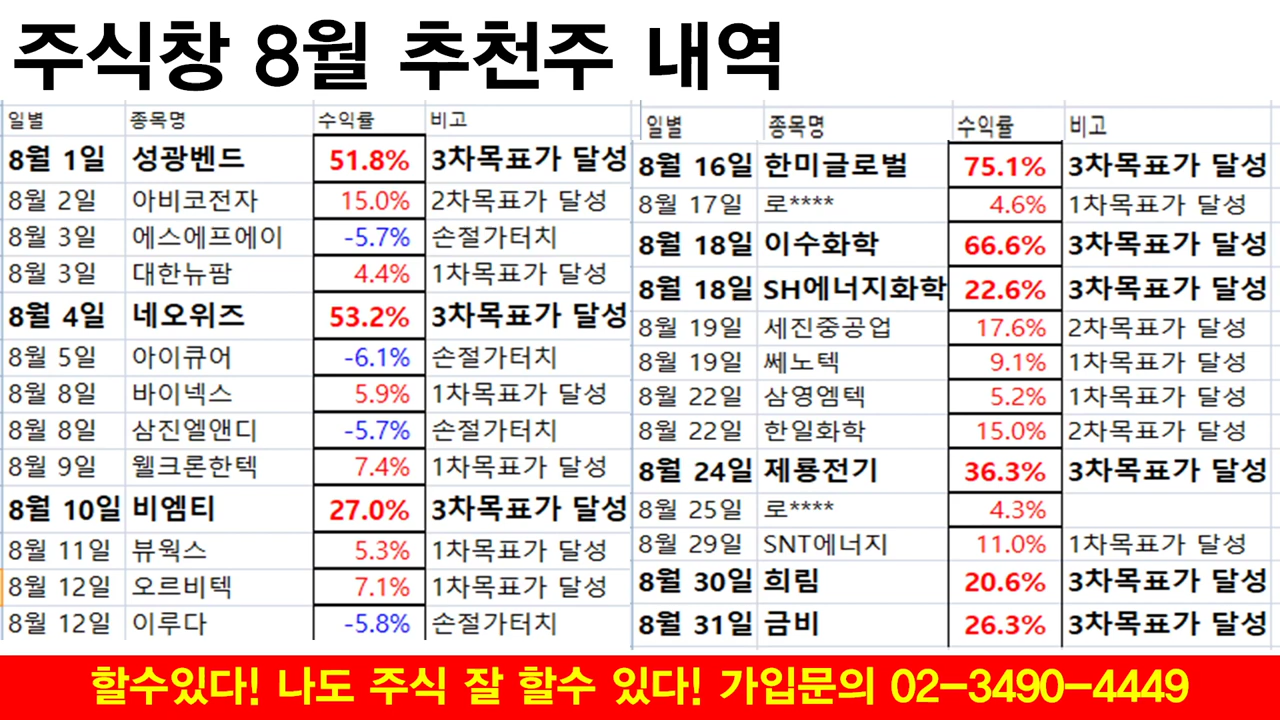 주식창 8월 추천주 내역
일별 종목명 수익률 비고
8월 1일 성광벤드 51.8% 3차목표가 달성
8월 2일 아비코전자 15.0% 2차목표가 달성
8월 3일 에스에프에이 -5.7% 손절가터치
8월 3일 대한뉴팜 4.4% 1차목표가 달성
8월 4일 네오위즈 53.2% 3차목표가 달성
8월 5일 아이큐어 -6.1% 손절가터치
8월 8일 바이넥스 5.9% 1차목표가 달성
8월 8일 삼진엘앤디 -5.7% 손절가터치
8월 9일 웰크론한텍 7.4% 1차목표가 달성
8월 10일 비엠티 27.0% 3차목표가 달성
8월 11일 뷰웍스 5.3% 1차목표가 달성
8월 12일 오르비텍 7.1% 1차목표가 달성
8월 12일 이루다 -5.8% 손절가터치
일별 종목명 수익률 비고
8월 16일 한미글로벌 75.1% 3차목표가 달성
8월 17일 로**** 4.6% 1차목표가 달성
8월 18일 이수화학 66.6% 3차목표가 달성
8월 18일 SH에너지화학 22.6% 3차목표가 달성
8월 19일 세진중공업 17.6% 2차목표가 달성
8월 19일 쎄노텍 9.1% 1차목표가 달성
8월 22일 삼영엠텍 5.2% 1차목표가 달성
8월 22일 한일화학 15.0% 2차목표가 달성
8월 24일 제룡전기 36.3% 3차목표가 달성
8월 25일 로**** 4.3%
8월 29일 SNT에너지 11.0% 1차목표가 달성
8월 30일 희림 20.6% 3차목표가 달성
8월 31일 금비 26.3% 3차목표가 달성
할수있다! 나도 주식 잘 할수 있다! 가입문의 02-3490-4449